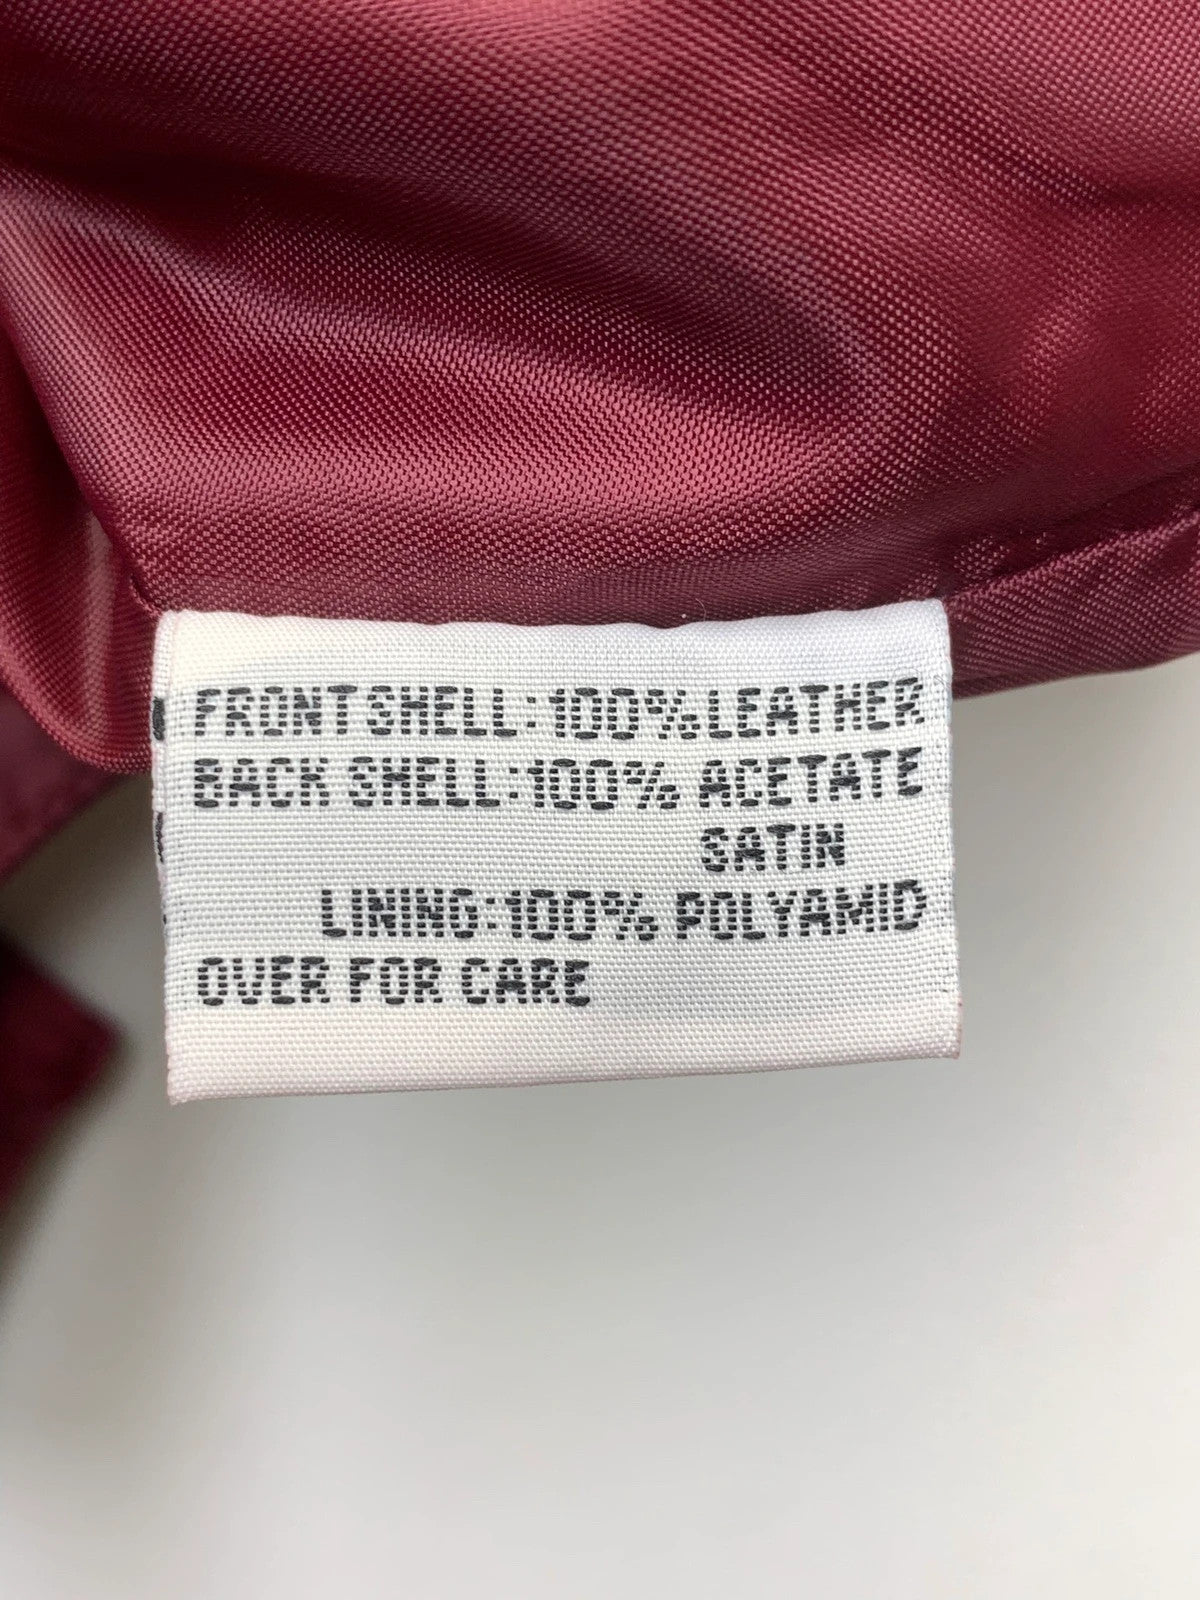 FRONT SHELL:100% LEATHER
BACK SHELL:100% ACETATE
SATIN
LINING:100% POLYAMID
OVER FOR CARE